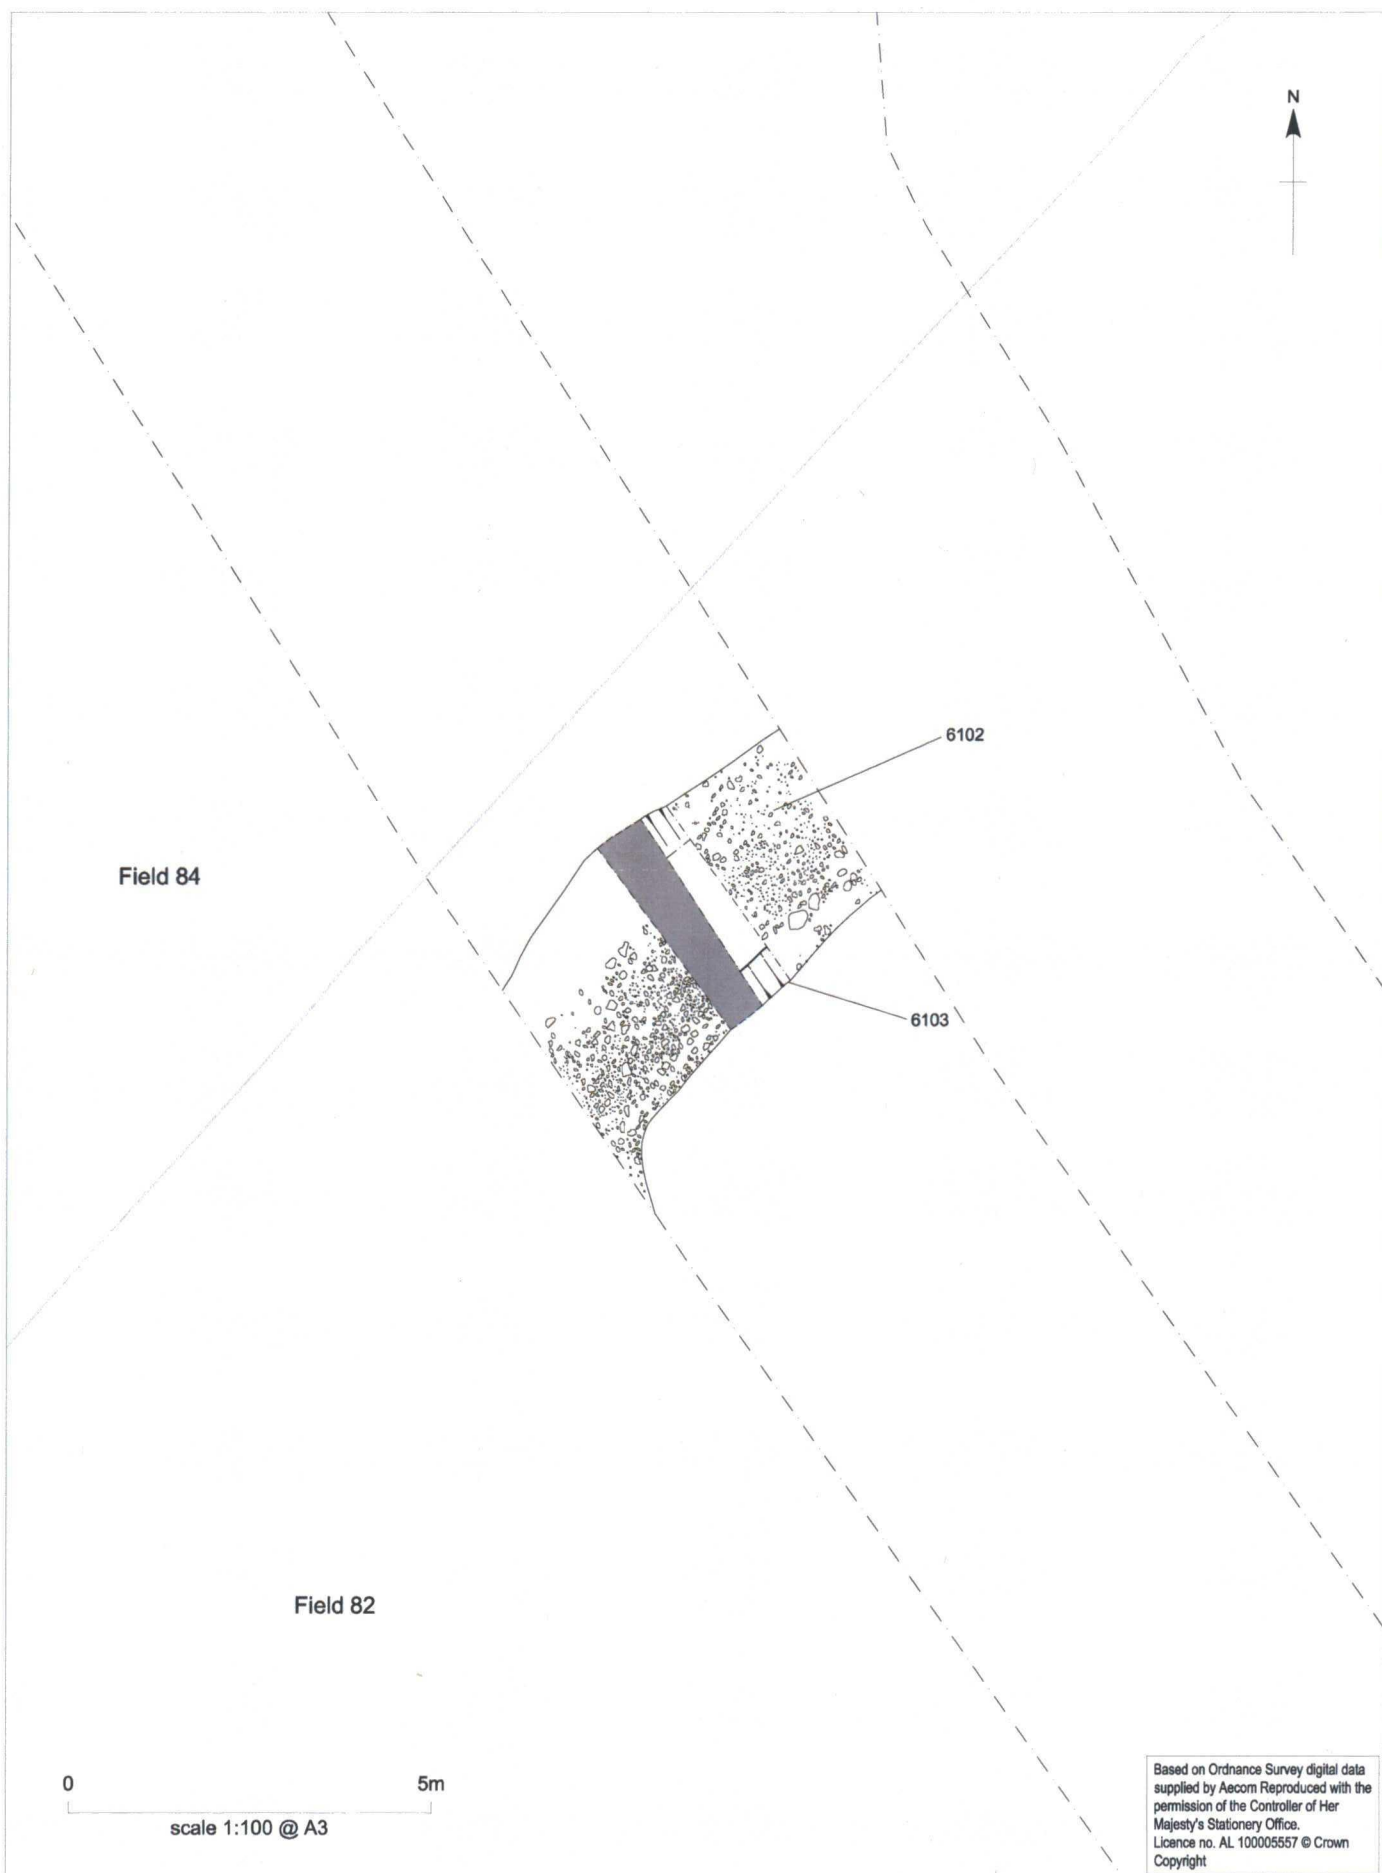 N
6102
Field 84
6103
Field 82
0 5m
scale 1:100 @ A3
Based on Ordnance Survey digital data
supplied by Aecom Reproduced with the
permission of the Controller of Her
Majesty's Stationery Office.
Licence no. AL 100005557 © Crown
Copyright